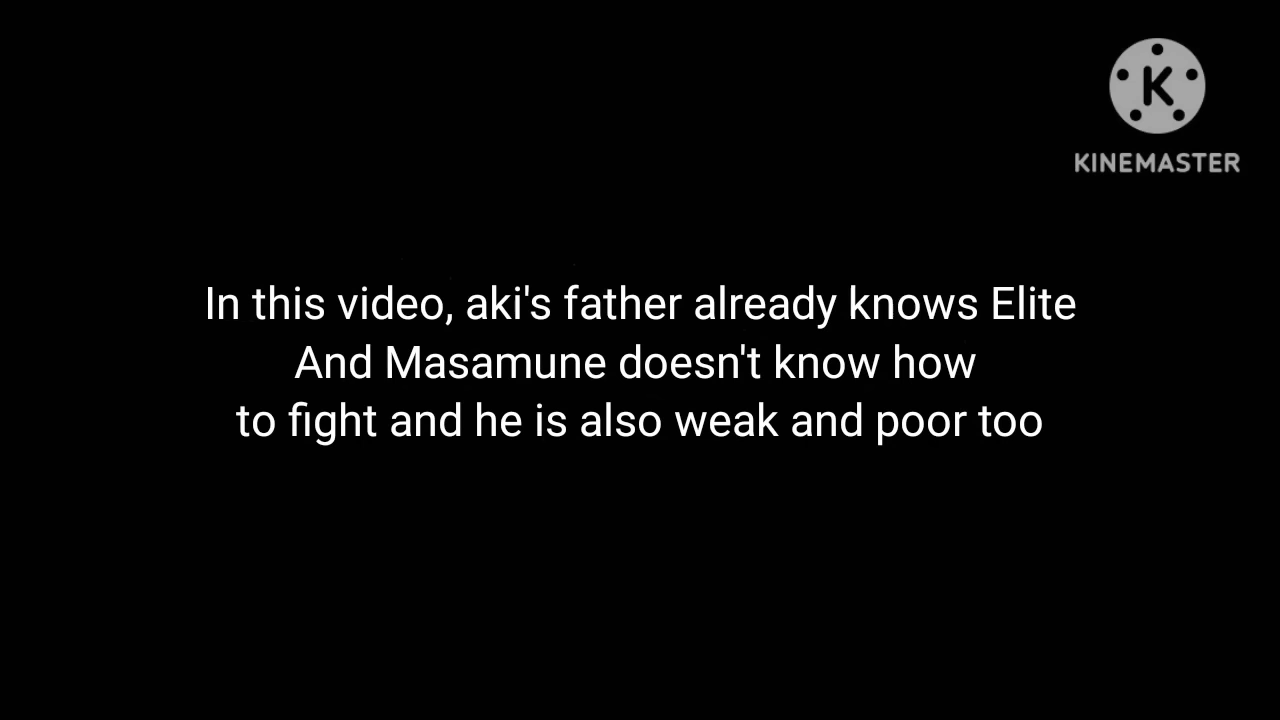 K
KINEMASTER
In this video, aki's father already knows Elite
And Masamune doesn't know how
to fight and he is also weak and poor too